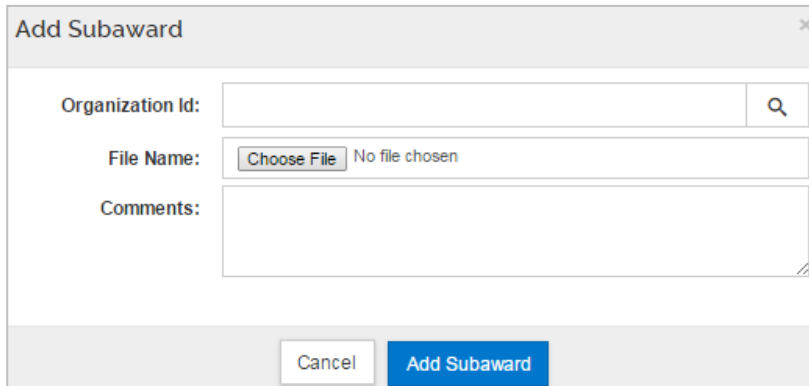 Add Subaward ×
Organization Id:
File Name: Choose File No file chosen
Comments:
Cancel Add Subaward